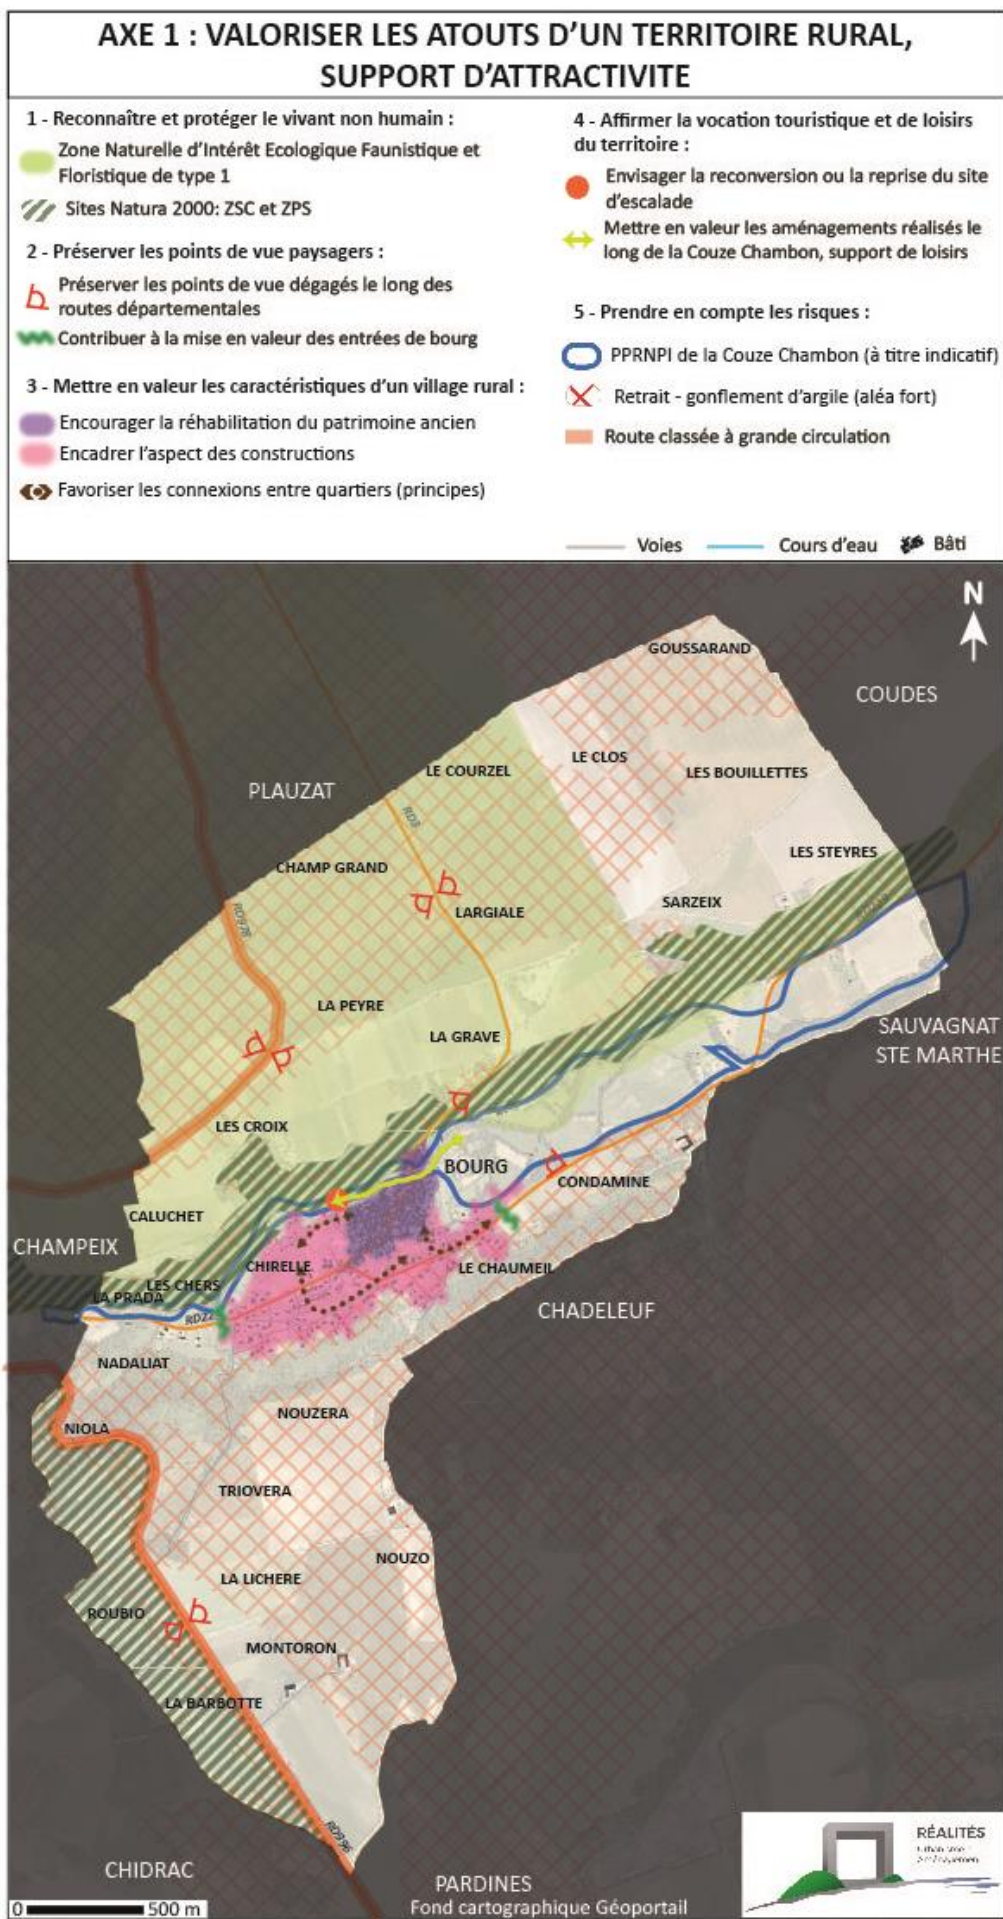 AXE 1 : VALORISER LES ATOUTS D'UN TERRITOIRE RURAL,
SUPPORT D'ATTRACTIVITE
1 - Reconnaître et protéger le vivant non humain :
Zone Naturelle d'Intérêt Ecologique Faunistique et
Floristique de type 1
Sites Natura 2000: ZSC et ZPS
2 - Préserver les points de vue paysagers :
Préserver les points de vue dégagés le long des
routes départementales
Contribuer à la mise en valeur des entrées de bourg
3 - Mettre en valeur les caractéristiques d'un village rural :
Encourager la réhabilitation du patrimoine ancien
Encadrer l'aspect des constructions
Favoriser les connexions entre quartiers (principes)
4 - Affirmer la vocation touristique et de loisirs
du territoire :
Envisager la reconversion ou la reprise du site
d'escalade
Mettre en valeur les aménagements réalisés le
long de la Couze Chambon, support de loisirs
5 - Prendre en compte les risques :
PPRNPI de la Couze Chambon (à titre indicatif)
Retrait - gonflement d'argile (aléa fort)
Route classée à grande circulation
Voies
Cours d'eau
Bâti
N
GOUSSARAND
COUDES
LE CLOS
LE COURZEL
LES BOUILLETTES
PLAUZAT
RD8
LES STEYRES
CHAMP GRAND
SARZEIX
LARGIALE
RD978
LA PEYRE
LA GRAVE
SAUVAGNAT
STE MARTHE
LES CROIX
BOURG
CONDAMINE
CALUCHET
CHAMPEIX
CHIRELLE
LE CHAUMEIL
LES CHERS
LA PRADA
CHADELEUF
NADALIAT
NOUZERA
NIOLA
TRIOVERA
NOUZO
LA LICHERE
ROUBIO
MONTORON
LA BARBOTTE
RD996
CHIDRAC
PARDINES
Fond cartographique Géoportail
0 500 m
RÉALITÉS